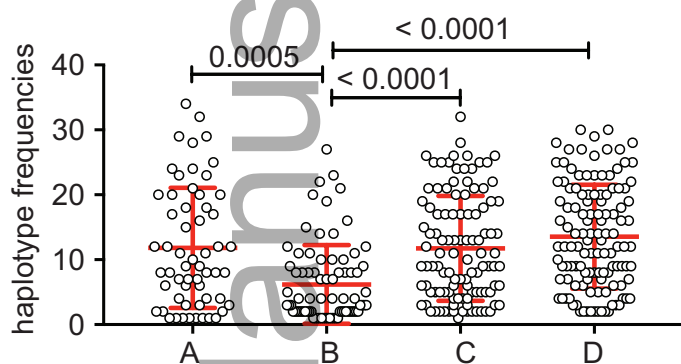 < 0.0001
0.0005
< 0.0001
haplotype frequencies
40
30
20
10
0
A
B
C
D
anus